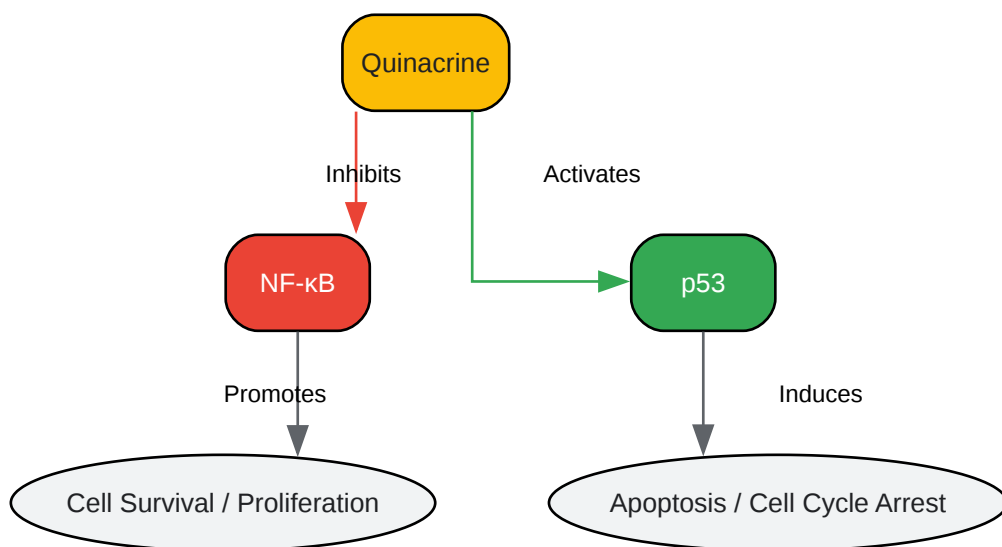 Quinacrine
Inhibits
Activates
NF-κB
p53
Promotes
Induces
Cell Survival / Proliferation
Apoptosis / Cell Cycle Arrest